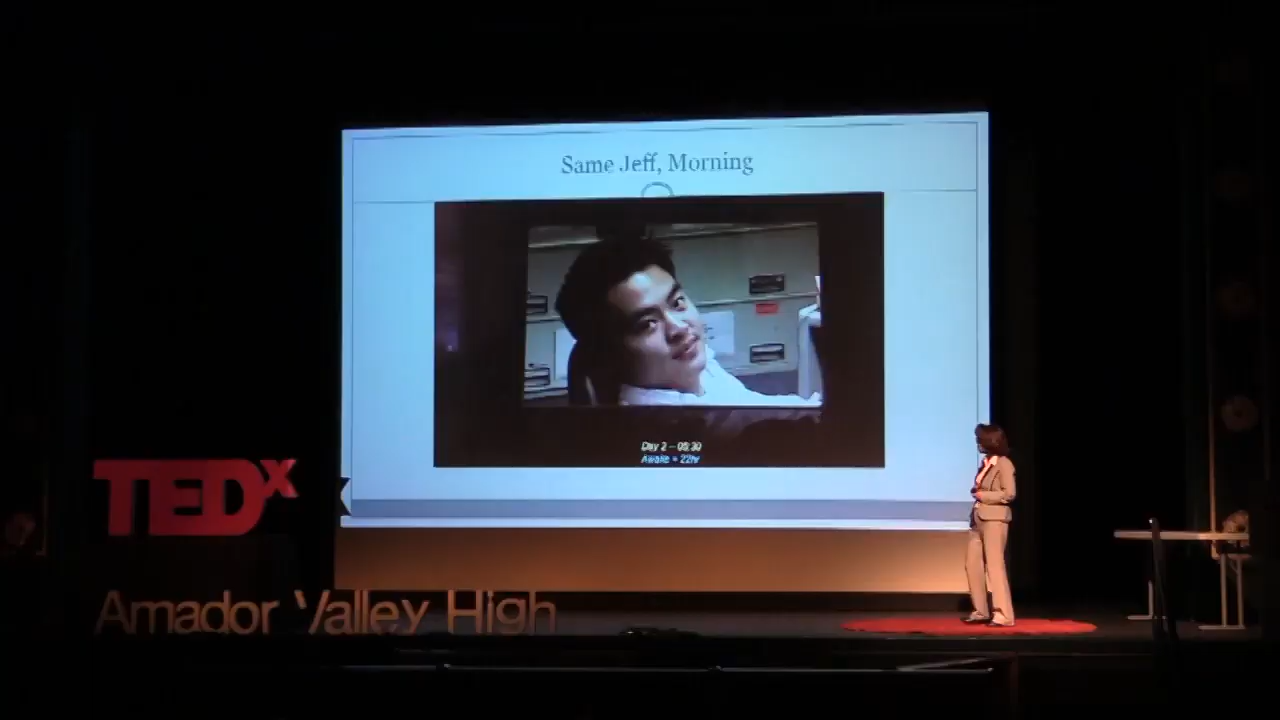 Same Jeff, Morning
Day 2 – 05:30
Awake = 22hr
TEDx
Amador Valley High